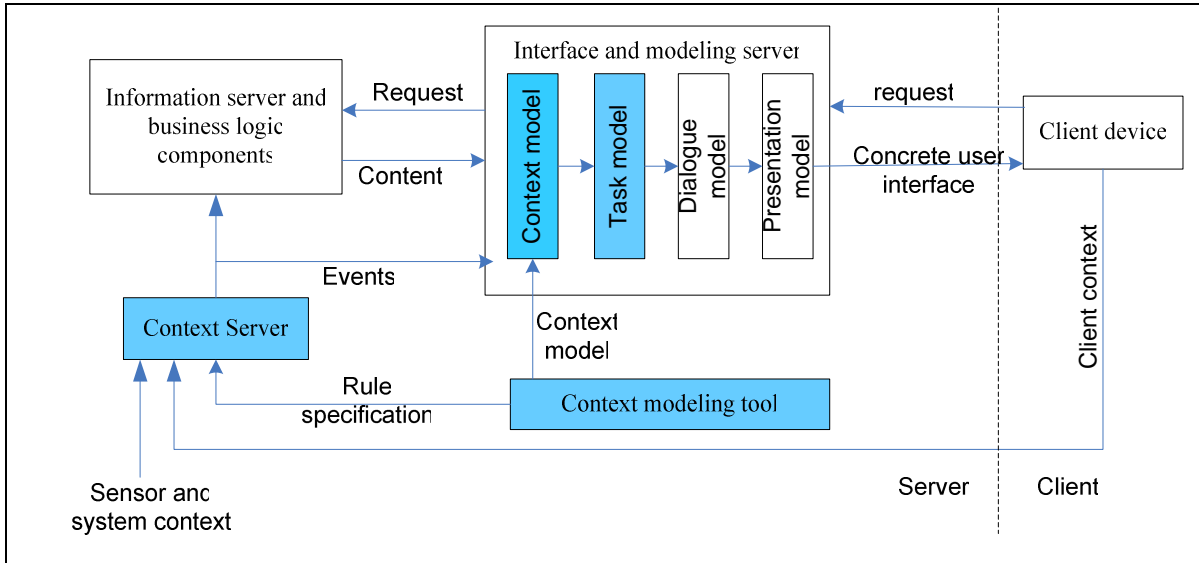 Interface and modeling server
Information server and
business logic
components
Request
Content
Context model
Task model
Dialogue
model
Presentation
model
request
Concrete user
interface
Client device
Events
Context Server
Context
model
Rule
specification
Context modeling tool
Client context
Sensor and
system context
Server
Client